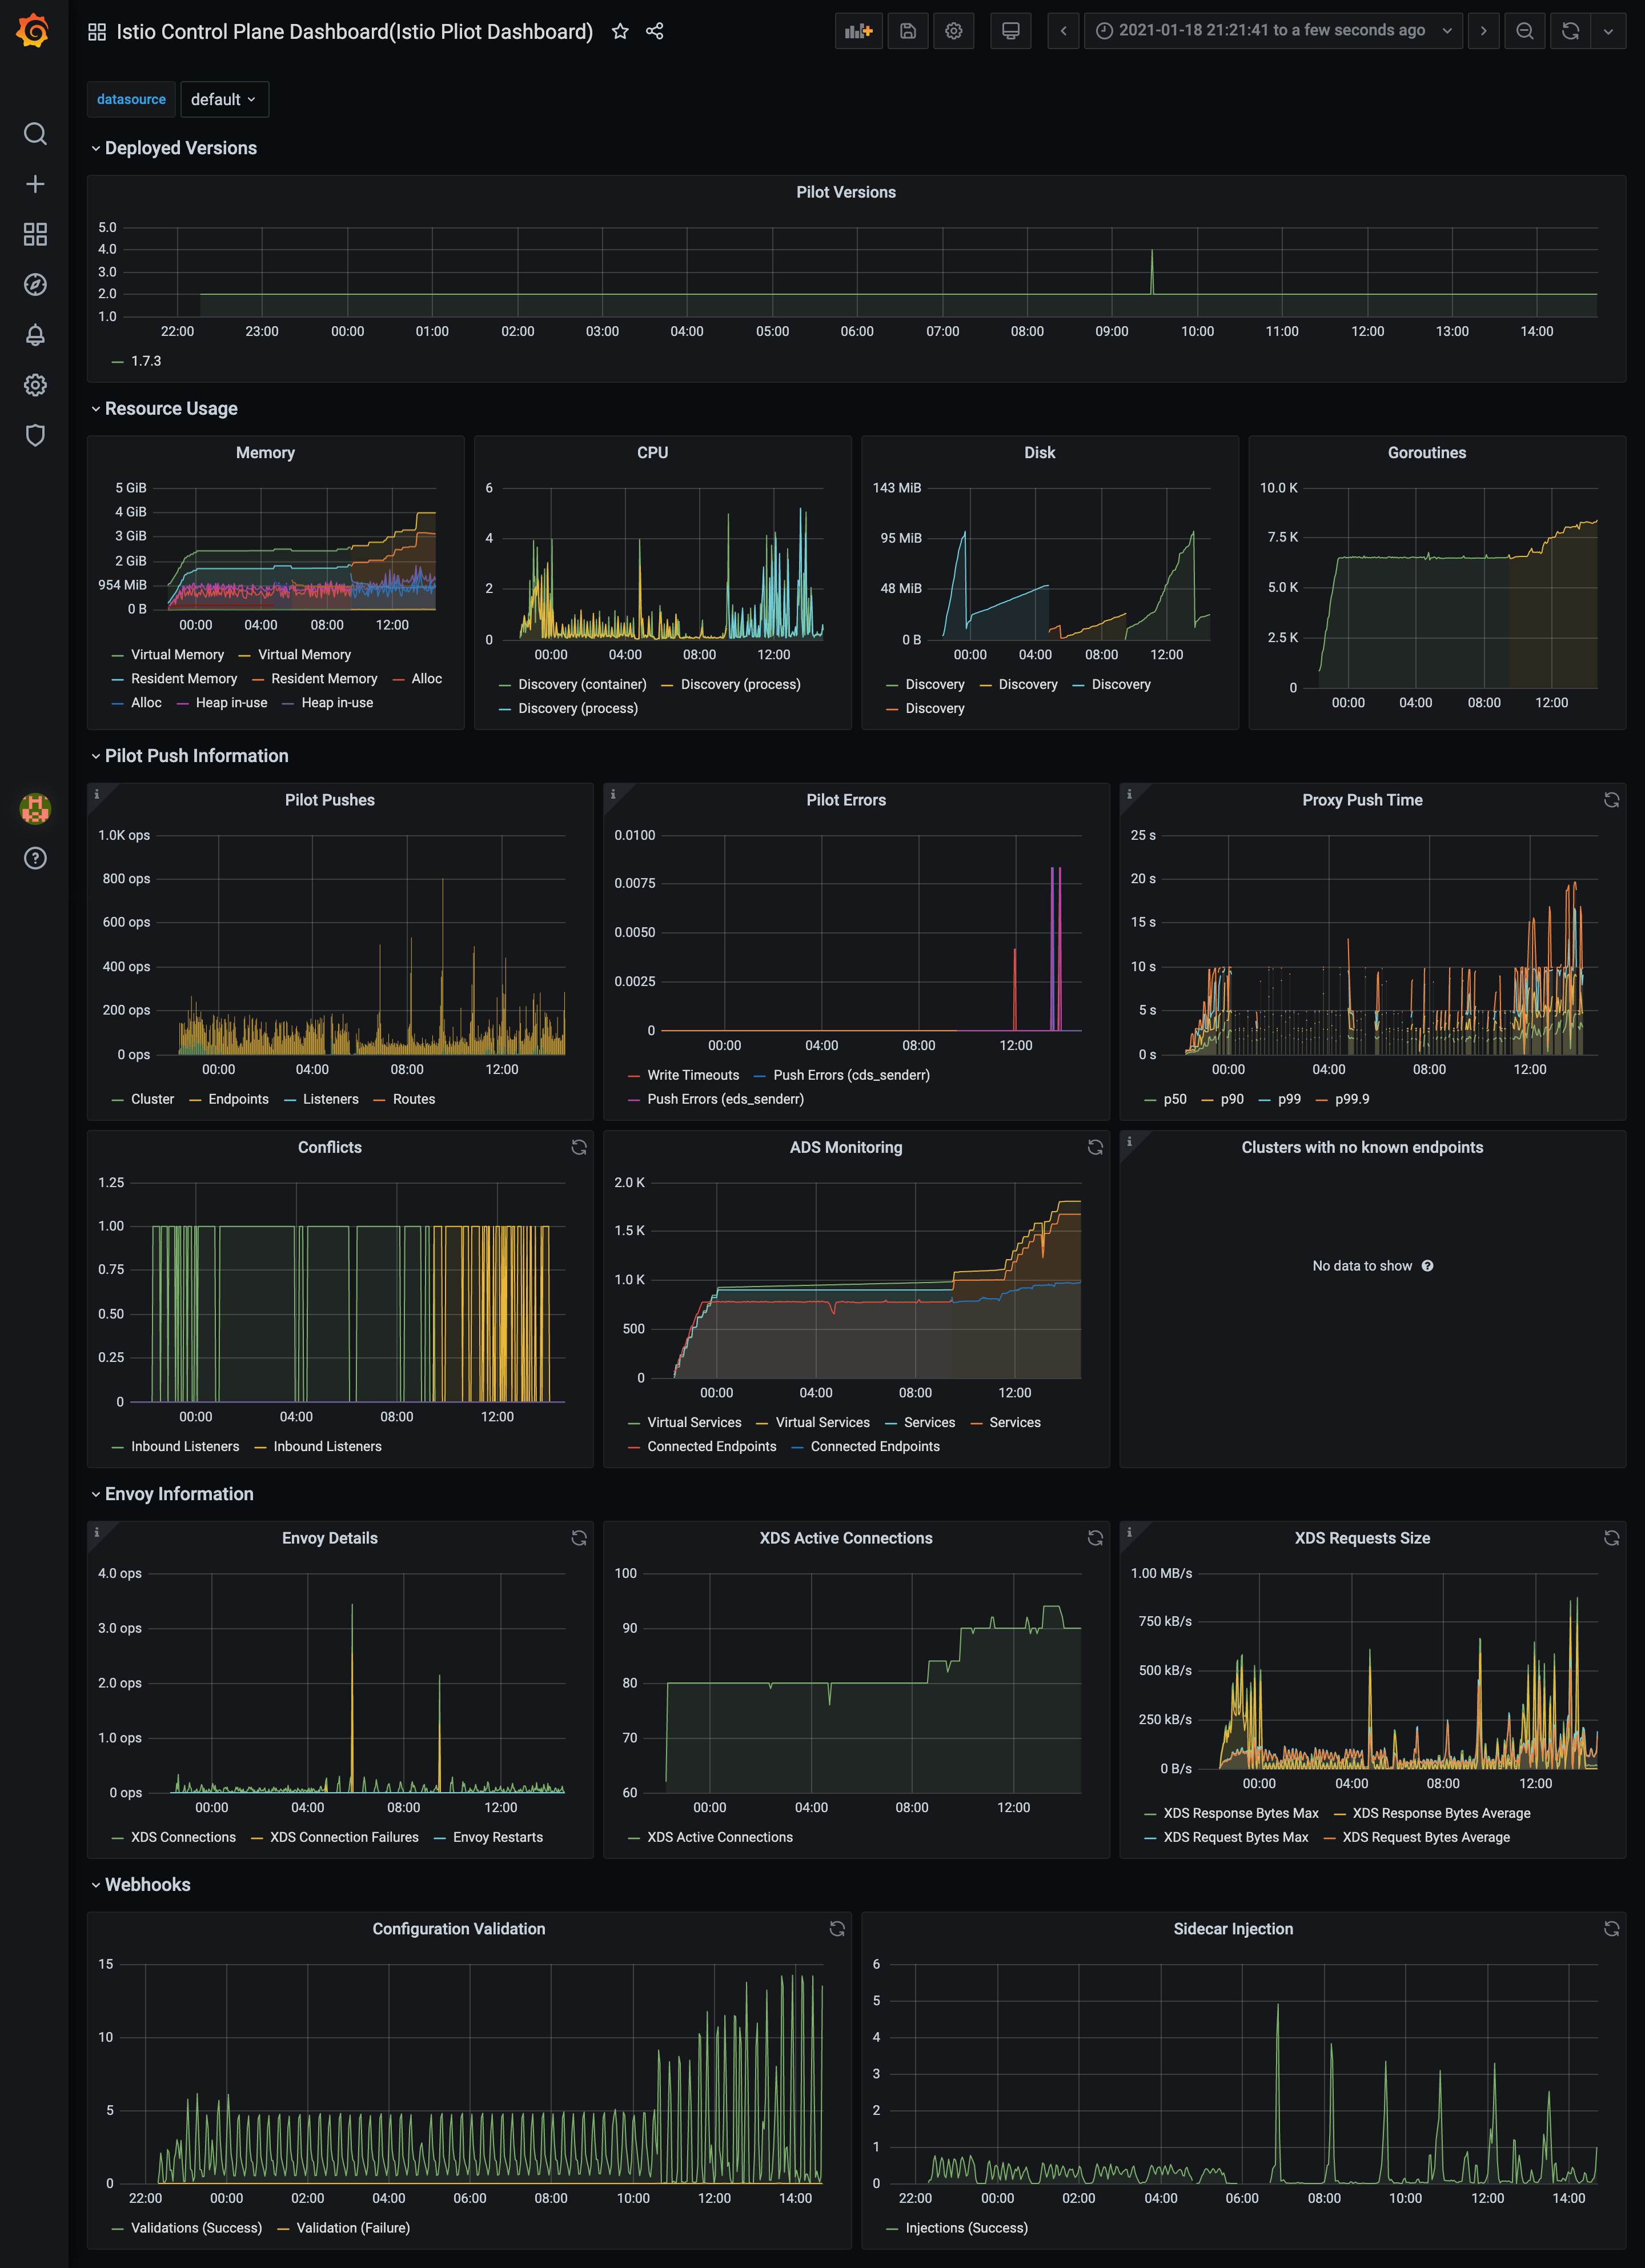 Istio Control Plane Dashboard(Istio Pliot Dashboard)
2021-01-18 21:21:41 to a few seconds ago
datasource default
Deployed Versions
Pilot Versions
5.0
4.0
3.0
2.0
1.0
22:00 23:00 00:00 01:00 02:00 03:00 04:00 05:00 06:00 07:00 08:00 09:00 10:00 11:00 12:00 13:00 14:00
1.7.3
Resource Usage
Memory
5 GiB
4 GiB
3 GiB
2 GiB
954 MiB
0 B
00:00 04:00 08:00 12:00
Virtual Memory Virtual Memory
Resident Memory Resident Memory Alloc
Alloc Heap in-use Heap in-use
CPU
6
4
2
0
00:00 04:00 08:00 12:00
Discovery (container) Discovery (process)
Discovery (process)
Disk
143 MiB
95 MiB
48 MiB
0 B
00:00 04:00 08:00 12:00
Discovery Discovery Discovery
Discovery
Goroutines
10.0 K
7.5 K
5.0 K
2.5 K
0
00:00 04:00 08:00 12:00
Pilot Push Information
Pilot Pushes
1.0K ops
800 ops
600 ops
400 ops
200 ops
0 ops
00:00 04:00 08:00 12:00
Cluster Endpoints Listeners Routes
Pilot Errors
0.0100
0.0075
0.0050
0.0025
0
00:00 04:00 08:00 12:00
Write Timeouts Push Errors (cds_senderr)
Push Errors (eds_senderr)
Proxy Push Time
25 s
20 s
15 s
10 s
5 s
0 s
00:00 04:00 08:00 12:00
p50 p90 p99 p99.9
Conflicts
1.25
1.00
0.75
0.50
0.25
0
00:00 04:00 08:00 12:00
Inbound Listeners Inbound Listeners
ADS Monitoring
2.0 K
1.5 K
1.0 K
500
0
00:00 04:00 08:00 12:00
Virtual Services Virtual Services Services Services
Connected Endpoints Connected Endpoints
Clusters with no known endpoints
No data to show
Envoy Information
Envoy Details
4.0 ops
3.0 ops
2.0 ops
1.0 ops
0 ops
00:00 04:00 08:00 12:00
XDS Connections XDS Connection Failures Envoy Restarts
XDS Active Connections
100
90
80
70
60
00:00 04:00 08:00 12:00
XDS Active Connections
XDS Requests Size
1.00 MB/s
750 kB/s
500 kB/s
250 kB/s
0 B/s
00:00 04:00 08:00 12:00
XDS Response Bytes Max XDS Response Bytes Average
XDS Request Bytes Max XDS Request Bytes Average
Webhooks
Configuration Validation
15
10
5
0
22:00 00:00 02:00 04:00 06:00 08:00 10:00 12:00 14:00
Validations (Success) Validation (Failure)
Sidecar Injection
6
5
4
3
2
1
0
22:00 00:00 02:00 04:00 06:00 08:00 10:00 12:00 14:00
Injections (Success)